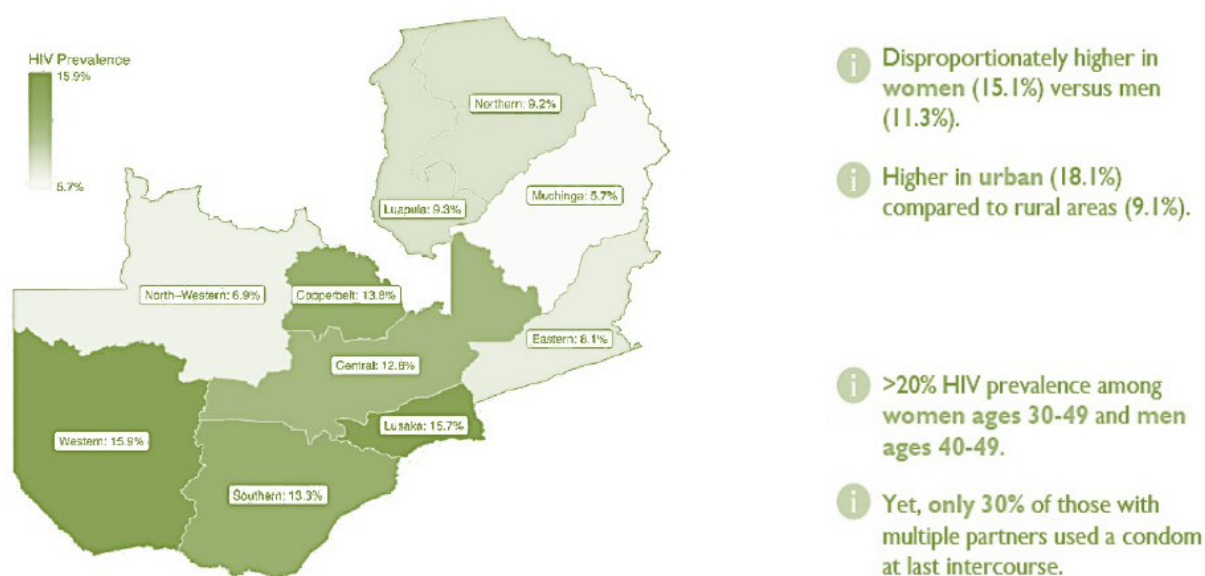 HIV Prevalence
15.9%
5.7%
Northern: 9.2%
Luapula: 9.3%
Muchinga: 5.7%
North-Western: 6.9%
Cooperbelt: 13.8%
Eastern: 8.1%
Central: 12.6%
Lusaka: 15.7%
Western: 15.9%
Southern: 13.3%
i Disproportionately higher in
women (15.1%) versus men
(11.3%).
i Higher in urban (18.1%)
compared to rural areas (9.1%).
i >20% HIV prevalence among
women ages 30-49 and men
ages 40-49.
i Yet, only 30% of those with
multiple partners used a condom
at last intercourse.